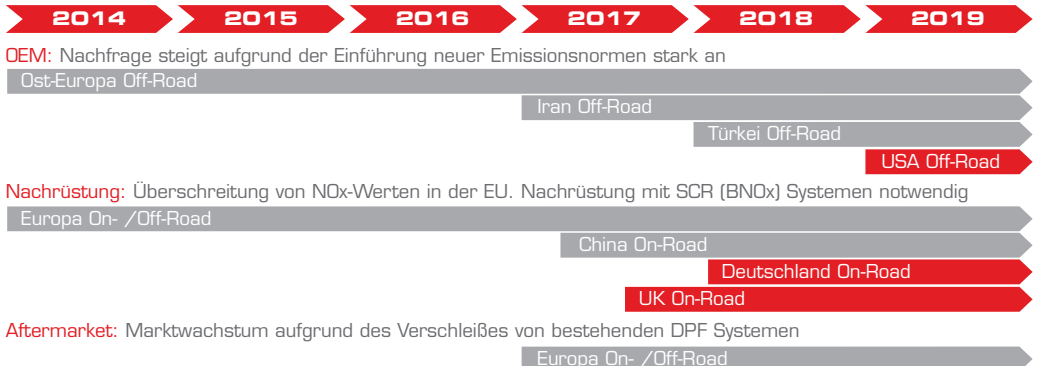 2014 2015 2016 2017 2018 2019
OEM: Nachfrage steigt aufgrund der Einführung neuer Emissionsnormen stark an
Ost-Europa Off-Road
Iran Off-Road
Türkei Off-Road
USA Off-Road
Nachrüstung: Überschreitung von NOx-Werten in der EU. Nachrüstung mit SCR (BNOx) Systemen notwendig
Europa On- /Off-Road
China On-Road
Deutschland On-Road
UK On-Road
Aftermarket: Marktwachstum aufgrund des Verschleißes von bestehenden DPF Systemen
Europa On- /Off-Road